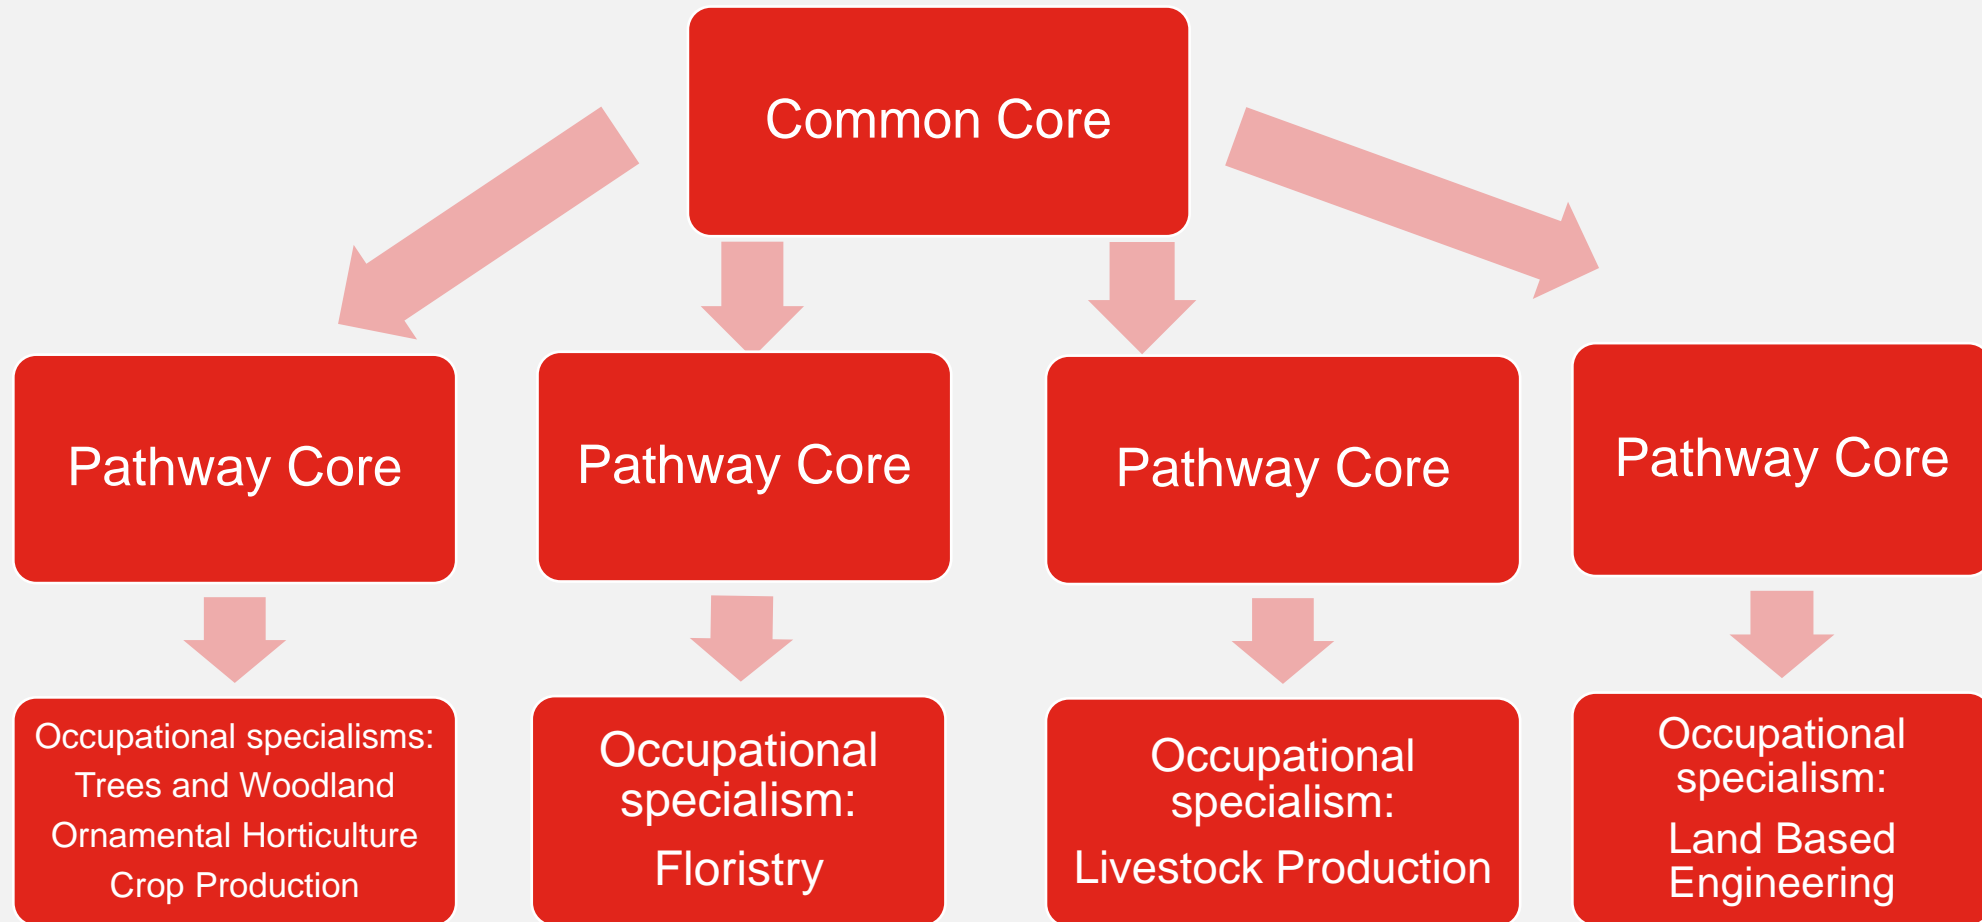 Common Core
Pathway Core
Pathway Core
Pathway Core
Pathway Core
Occupational specialisms:
Trees and Woodland
Ornamental Horticulture
Crop Production
Occupational
specialism:
Floristry
Occupational
specialism:
Livestock Production
Occupational
specialism:
Land Based
Engineering